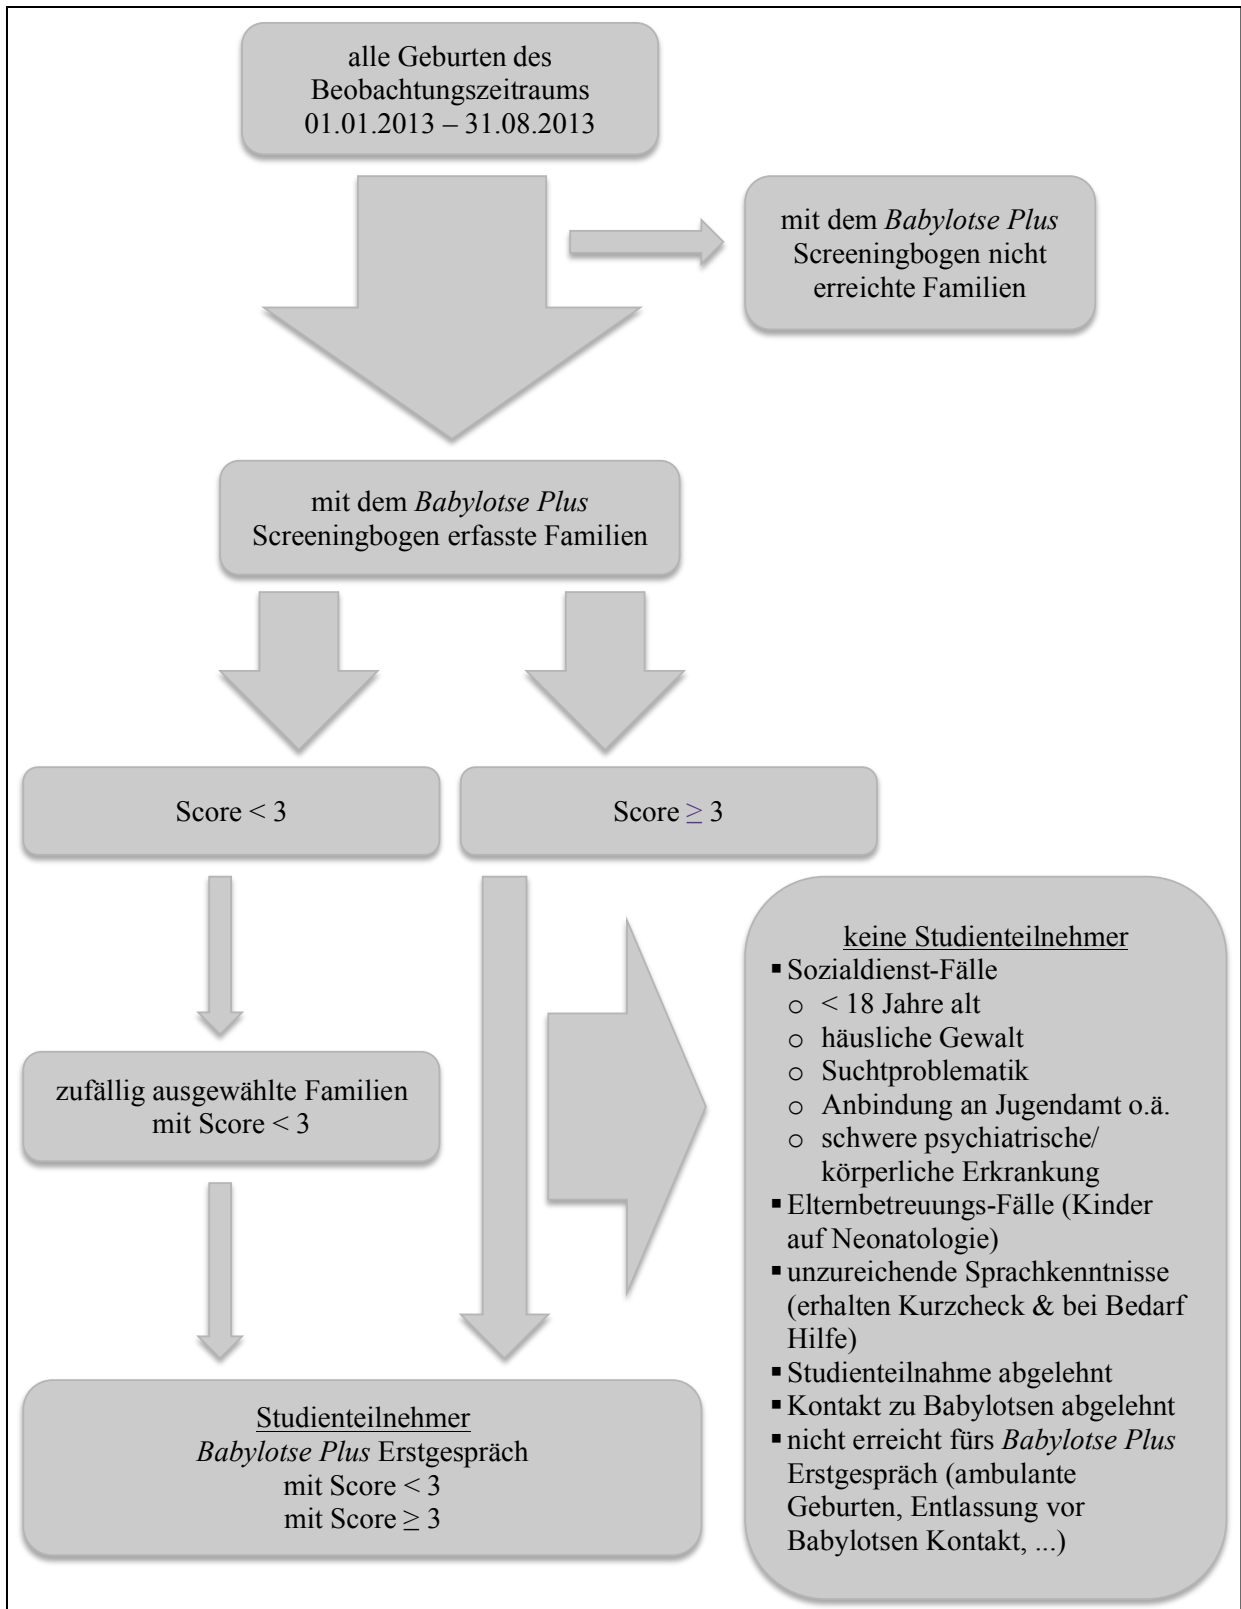 alle Geburten des
Beobachtungszeitraums
01.01.2013 – 31.08.2013
mit dem Babylotse Plus
Screeningbogen nicht
erreichte Familien
mit dem Babylotse Plus
Screeningbogen erfasste Familien
Score < 3
Score ≥ 3
zufällig ausgewählte Familien
mit Score < 3
Studienteilnehmer
Babylotse Plus Erstgespräch
mit Score < 3
mit Score ≥ 3
keine Studienteilnehmer
▪ Sozialdienst-Fälle
o < 18 Jahre alt
o häusliche Gewalt
o Suchtproblematik
o Anbindung an Jugendamt o.ä.
o schwere psychiatrische/
körperliche Erkrankung
▪ Elternbetreuungs-Fälle (Kinder
auf Neonatologie)
▪ unzureichende Sprachkenntnisse
(erhalten Kurzcheck & bei Bedarf
Hilfe)
▪ Studienteilnahme abgelehnt
▪ Kontakt zu Babylotsen abgelehnt
▪ nicht erreicht fürs Babylotse Plus
Erstgespräch (ambulante
Geburten, Entlassung vor
Babylotsen Kontakt, ...)